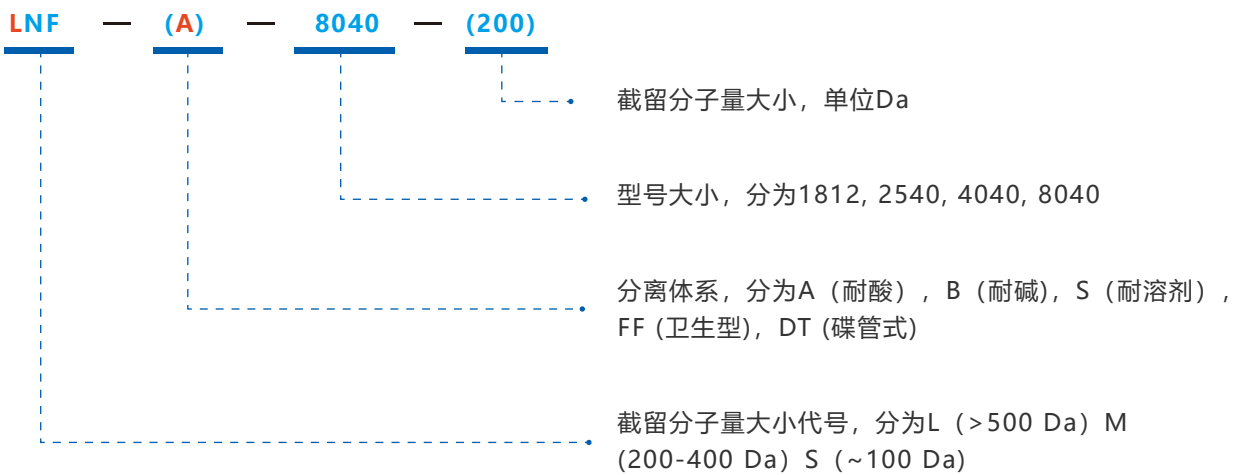 LNF — (A) — 8040 — (200)
截留分子量大小，单位Da
型号大小，分为1812, 2540, 4040, 8040
分离体系，分为A（耐酸）, B（耐碱)，S（耐溶剂）,
FF (卫生型)，DT (碟管式)
截留分子量大小代号，分为L（>500 Da）M
(200-400 Da）S（~100 Da)